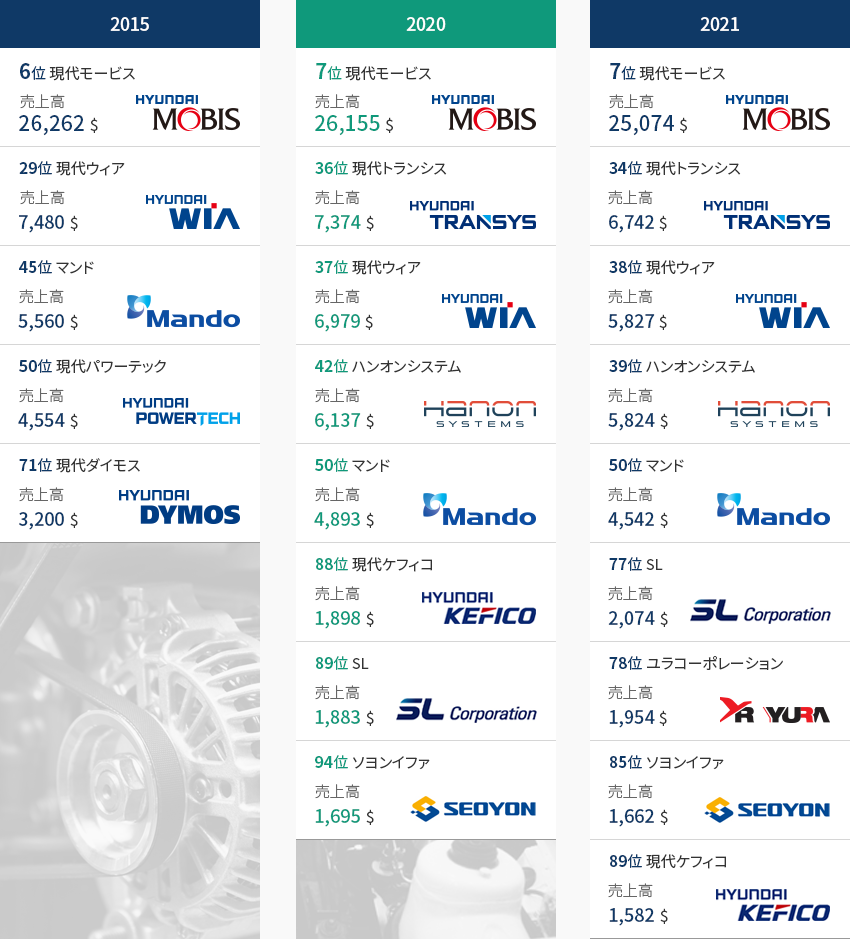 2015
6位 現代モービス
売上高
26,262 $
HYUNDAI
MOBIS
29位 現代ウィア
売上高
7,480 $
HYUNDAI
WIA
45位 マンド
売上高
5,560 $
Mando
50位 現代パワーテック
売上高
4,554 $
HYUNDAI
POWERTECH
71位 現代ダイモス
売上高
3,200 $
HYUNDAI
DYMOS
2020
7位 現代モービス
売上高
26,155 $
HYUNDAI
MOBIS
36位 現代トランシス
売上高
7,374 $
HYUNDAI
TRANSYS
37位 現代ウィア
売上高
6,979 $
HYUNDAI
WIA
42位 ハンオンシステム
売上高
6,137 $
Hanon
SYSTEMS
50位 マンド
売上高
4,893 $
Mando
88位 現代ケフィコ
売上高
1,898 $
HYUNDAI
KEFICO
89位 SL
売上高
1,883 $
SL Corporation
94位 ソヨンイファ
売上高
1,695 $
SEOYON
2021
7位 現代モービス
売上高
25,074 $
HYUNDAI
MOBIS
34位 現代トランシス
売上高
6,742 $
HYUNDAI
TRANSYS
38位 現代ウィア
売上高
5,827 $
HYUNDAI
WIA
39位 ハンオンシステム
売上高
5,824 $
Hanon
SYSTEMS
50位 マンド
売上高
4,542 $
Mando
77位 SL
売上高
2,074 $
SL Corporation
78位 ユラコーポレーション
売上高
1,954 $
YR YURA
85位 ソヨンイファ
売上高
1,662 $
SEOYON
89位 現代ケフィコ
売上高
1,582 $
HYUNDAI
KEFICO